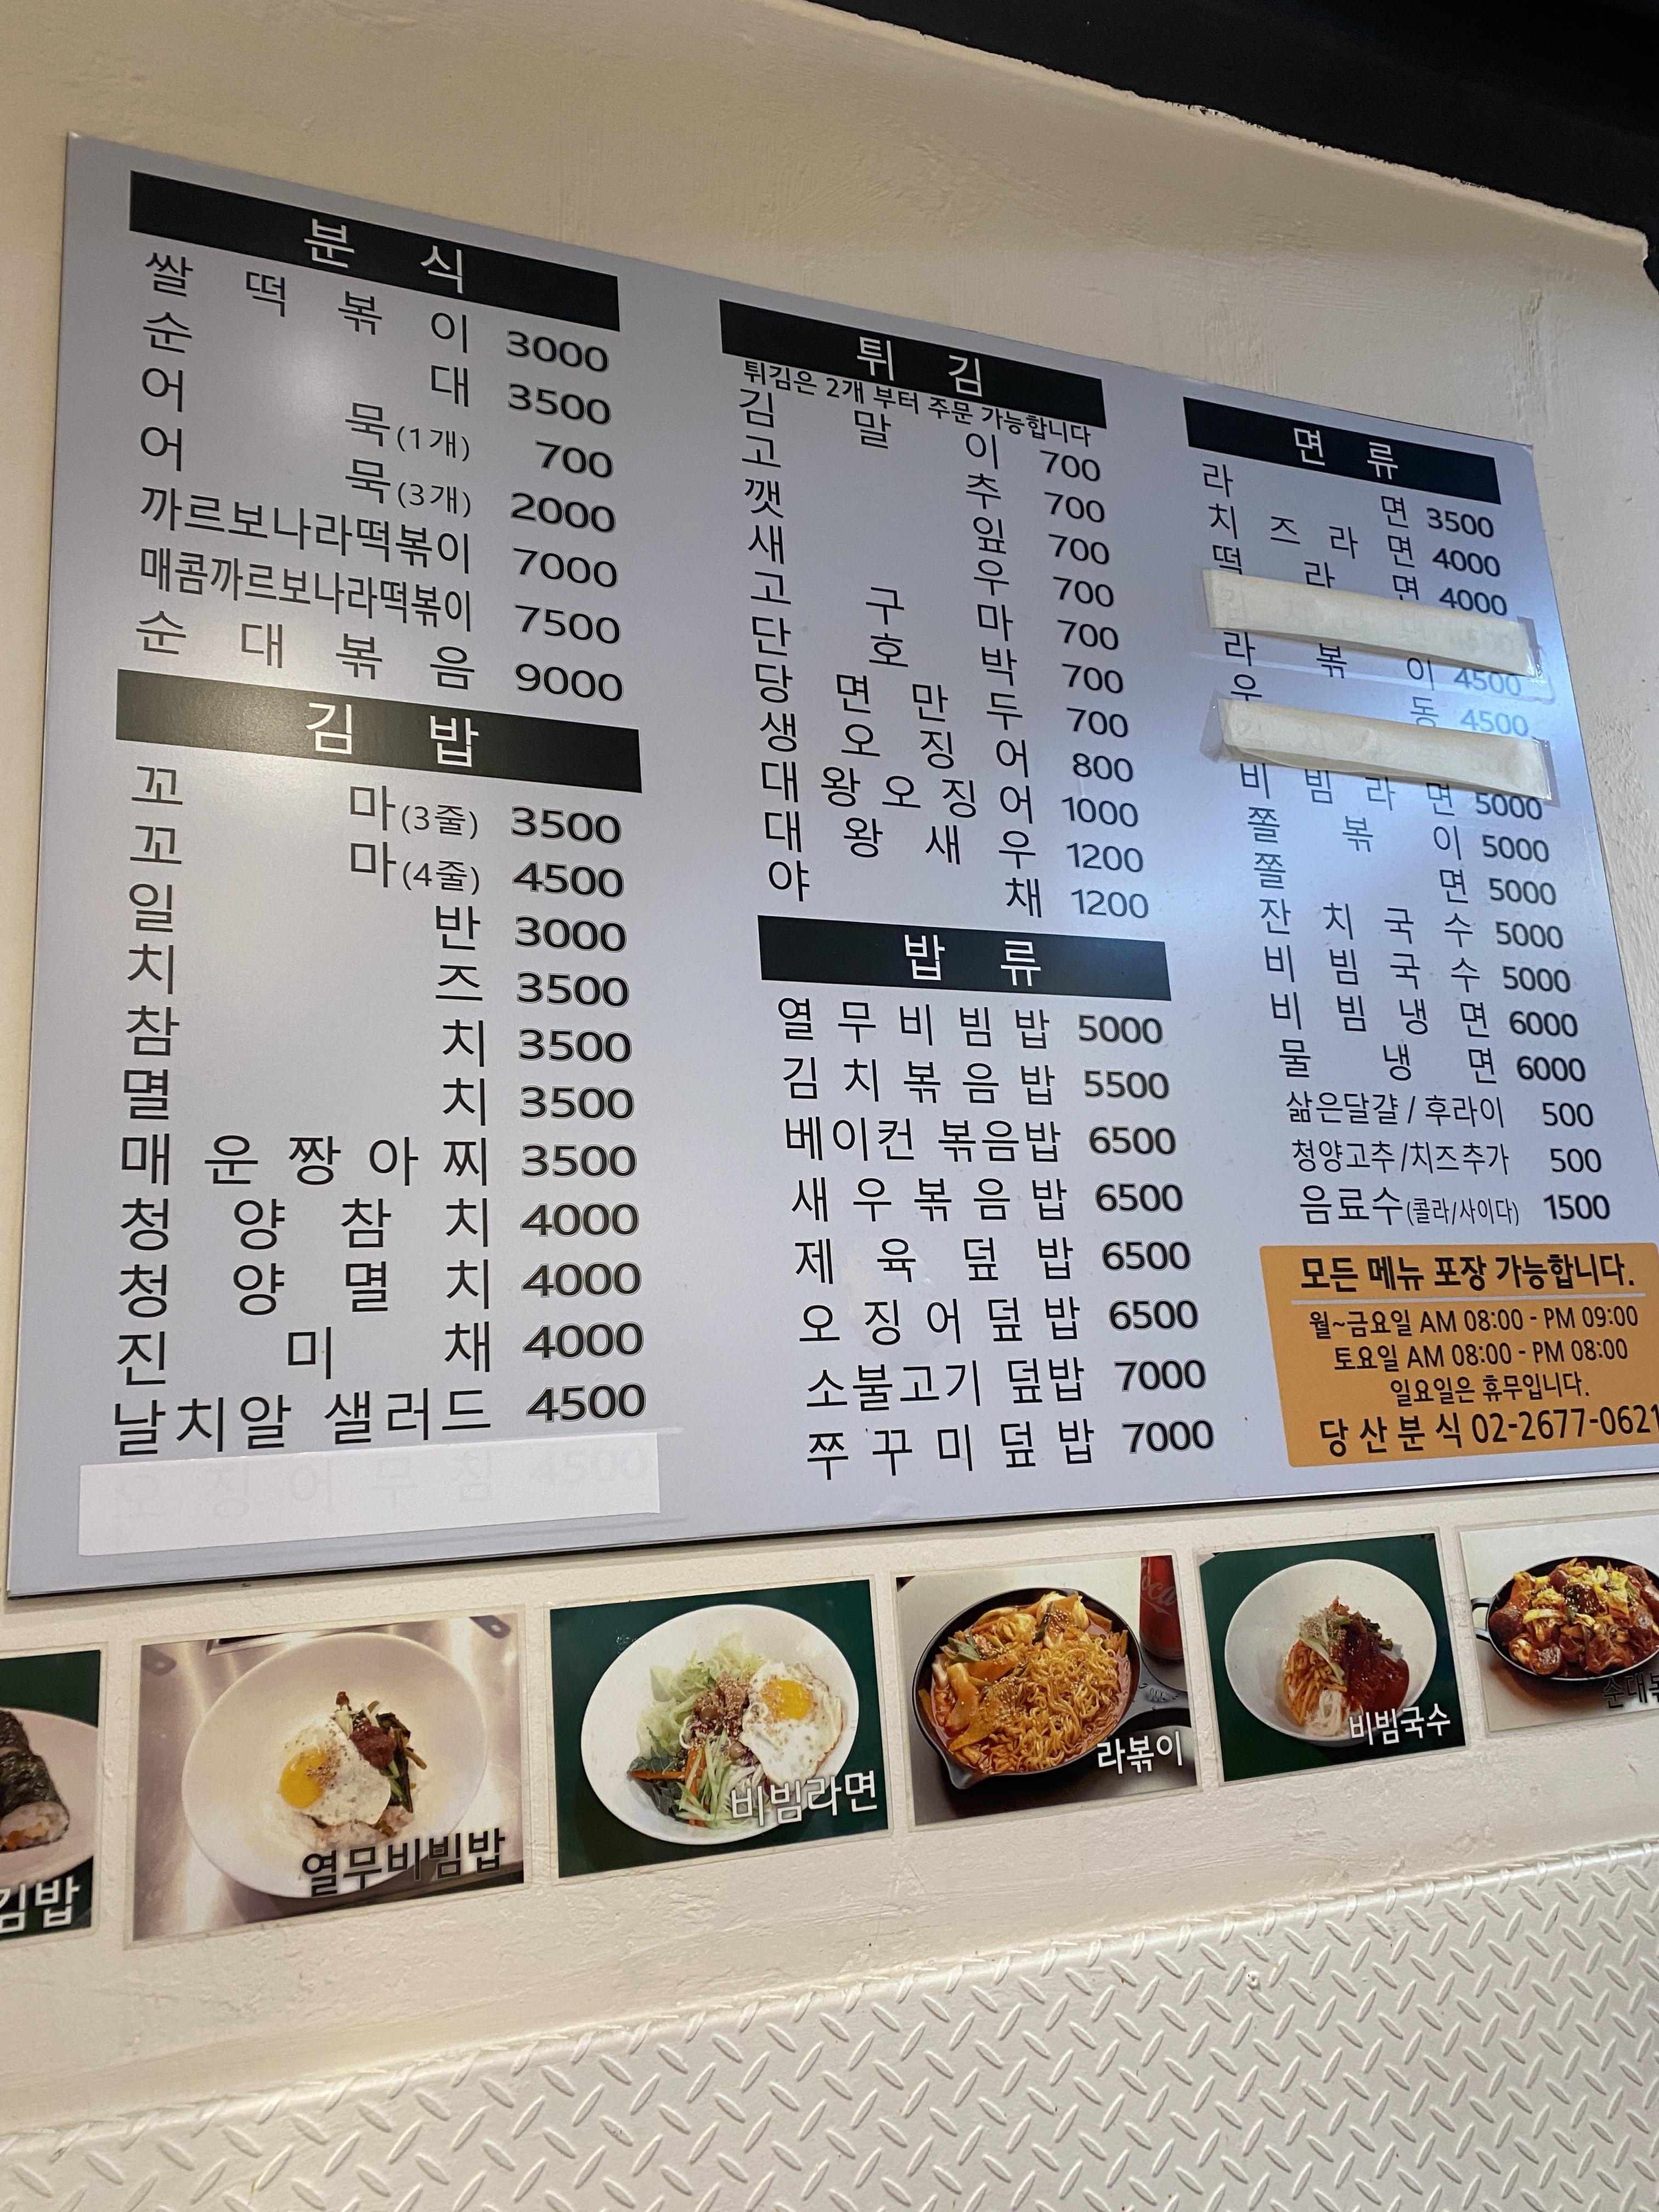 분식
쌀떡볶이 3000
순대 3500
어묵(1개) 700
어묵(3개) 2000
까르보나라떡볶이 7000
매콤까르보나라떡볶이 7500
순대볶음 9000
김밥
꼬마(3줄) 3500
꼬마(4줄) 4500
일반 3000
치즈 3500
참치 3500
멸치 3500
매운짱아찌 3500
청양참치 4000
청양멸치 4000
진미채 4000
날치알 샐러드 4500
오징어무침 4500
튀김
튀김은 2개 부터 주문 가능합니다
김말이 700
고추 700
깻잎 700
새우 700
고구마 700
단호박 700
당면만두 700
생오징어 800
대왕오징어 1000
대왕새우 1200
야채 1200
밥류
열무비빔밥 5000
김치볶음밥 5500
베이컨 볶음밥 6500
새우볶음밥 6500
제육덮밥 6500
오징어덮밥 6500
소불고기 덮밥 7000
쭈꾸미덮밥 7000
면류
라면 3500
치즈라면 4000
떡라면 4000
라볶이 4500
우동 4500
비빔라면 5000
쫄볶이 5000
쫄면 5000
잔치국수 5000
비빔국수 5000
비빔냉면 6000
물냉면 6000
삶은달걀 / 후라이 500
청양고추/치즈추가 500
음료수(콜라/사이다) 1500
모든 메뉴 포장 가능합니다.
월~금요일 AM 08:00 - PM 09:00
토요일 AM 08:00 - PM 08:00
일요일은 휴무입니다.
당산분식 02-2677-0621
김밥
열무비빔밥
비빔라면
라볶이
비빔국수
순대볶